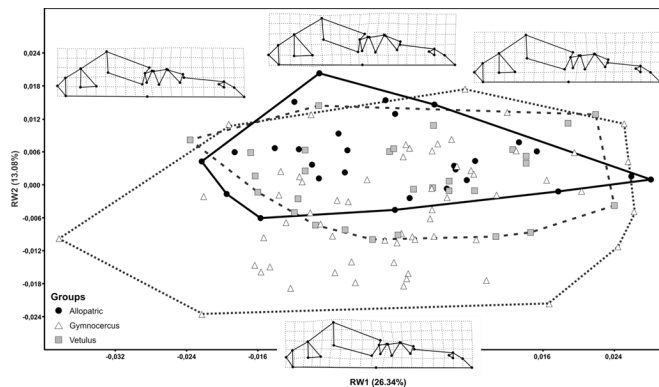 0,024
0,018
0,012
0,006
0,000
-0,006
-0,012
-0,018
-0,024
RW2 (13.08%)
Groups
Allopatric
Gymnocercus
Vetulus
-0,032
-0,024
-0,016
0,016
0,024
RW1 (26.34%)